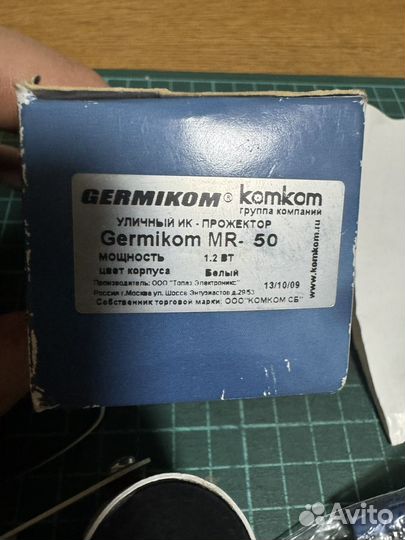 GERMIKOM® комkом
группа компаний
УЛИЧНЫЙ ИК - ПРОЖЕКТОР
Germikom MR- 50
МОЩНОСТЬ 1.2 ВТ
цвет корпуса Белый
Производитель: ООО "Топаз Электроникс" 13/10/09
Россия г.Москва ул. Шоссе Энтузиастов д.29/53
Собственник торговой марки: ООО"КОМКОМ СБ"
www.komkom.ru
Avito